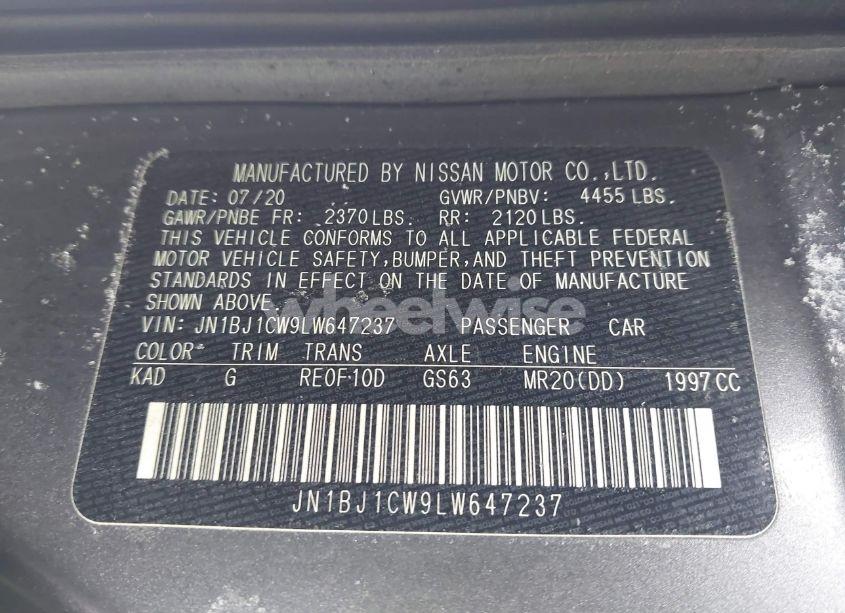 MANUFACTURED BY NISSAN MOTOR CO.,LTD.
DATE: 07/20 GVWR/PNBV: 4455 LBS.
GAWR/PNBE FR: 2370 LBS. RR: 2120 LBS.
THIS VEHICLE CONFORMS TO ALL APPLICABLE FEDERAL
MOTOR VEHICLE SAFETY, BUMPER, AND THEFT PREVENTION
STANDARDS IN EFFECT ON THE DATE OF MANUFACTURE
SHOWN ABOVE.
wheelwise
VIN: JN1BJ1CW9LW647237 PASSENGER CAR
COLOR TRIM TRANS AXLE ENGINE
KAD G RE0F10D GS63 MR20(DD) 1997 CC
JN1BJ1CW9LW647237